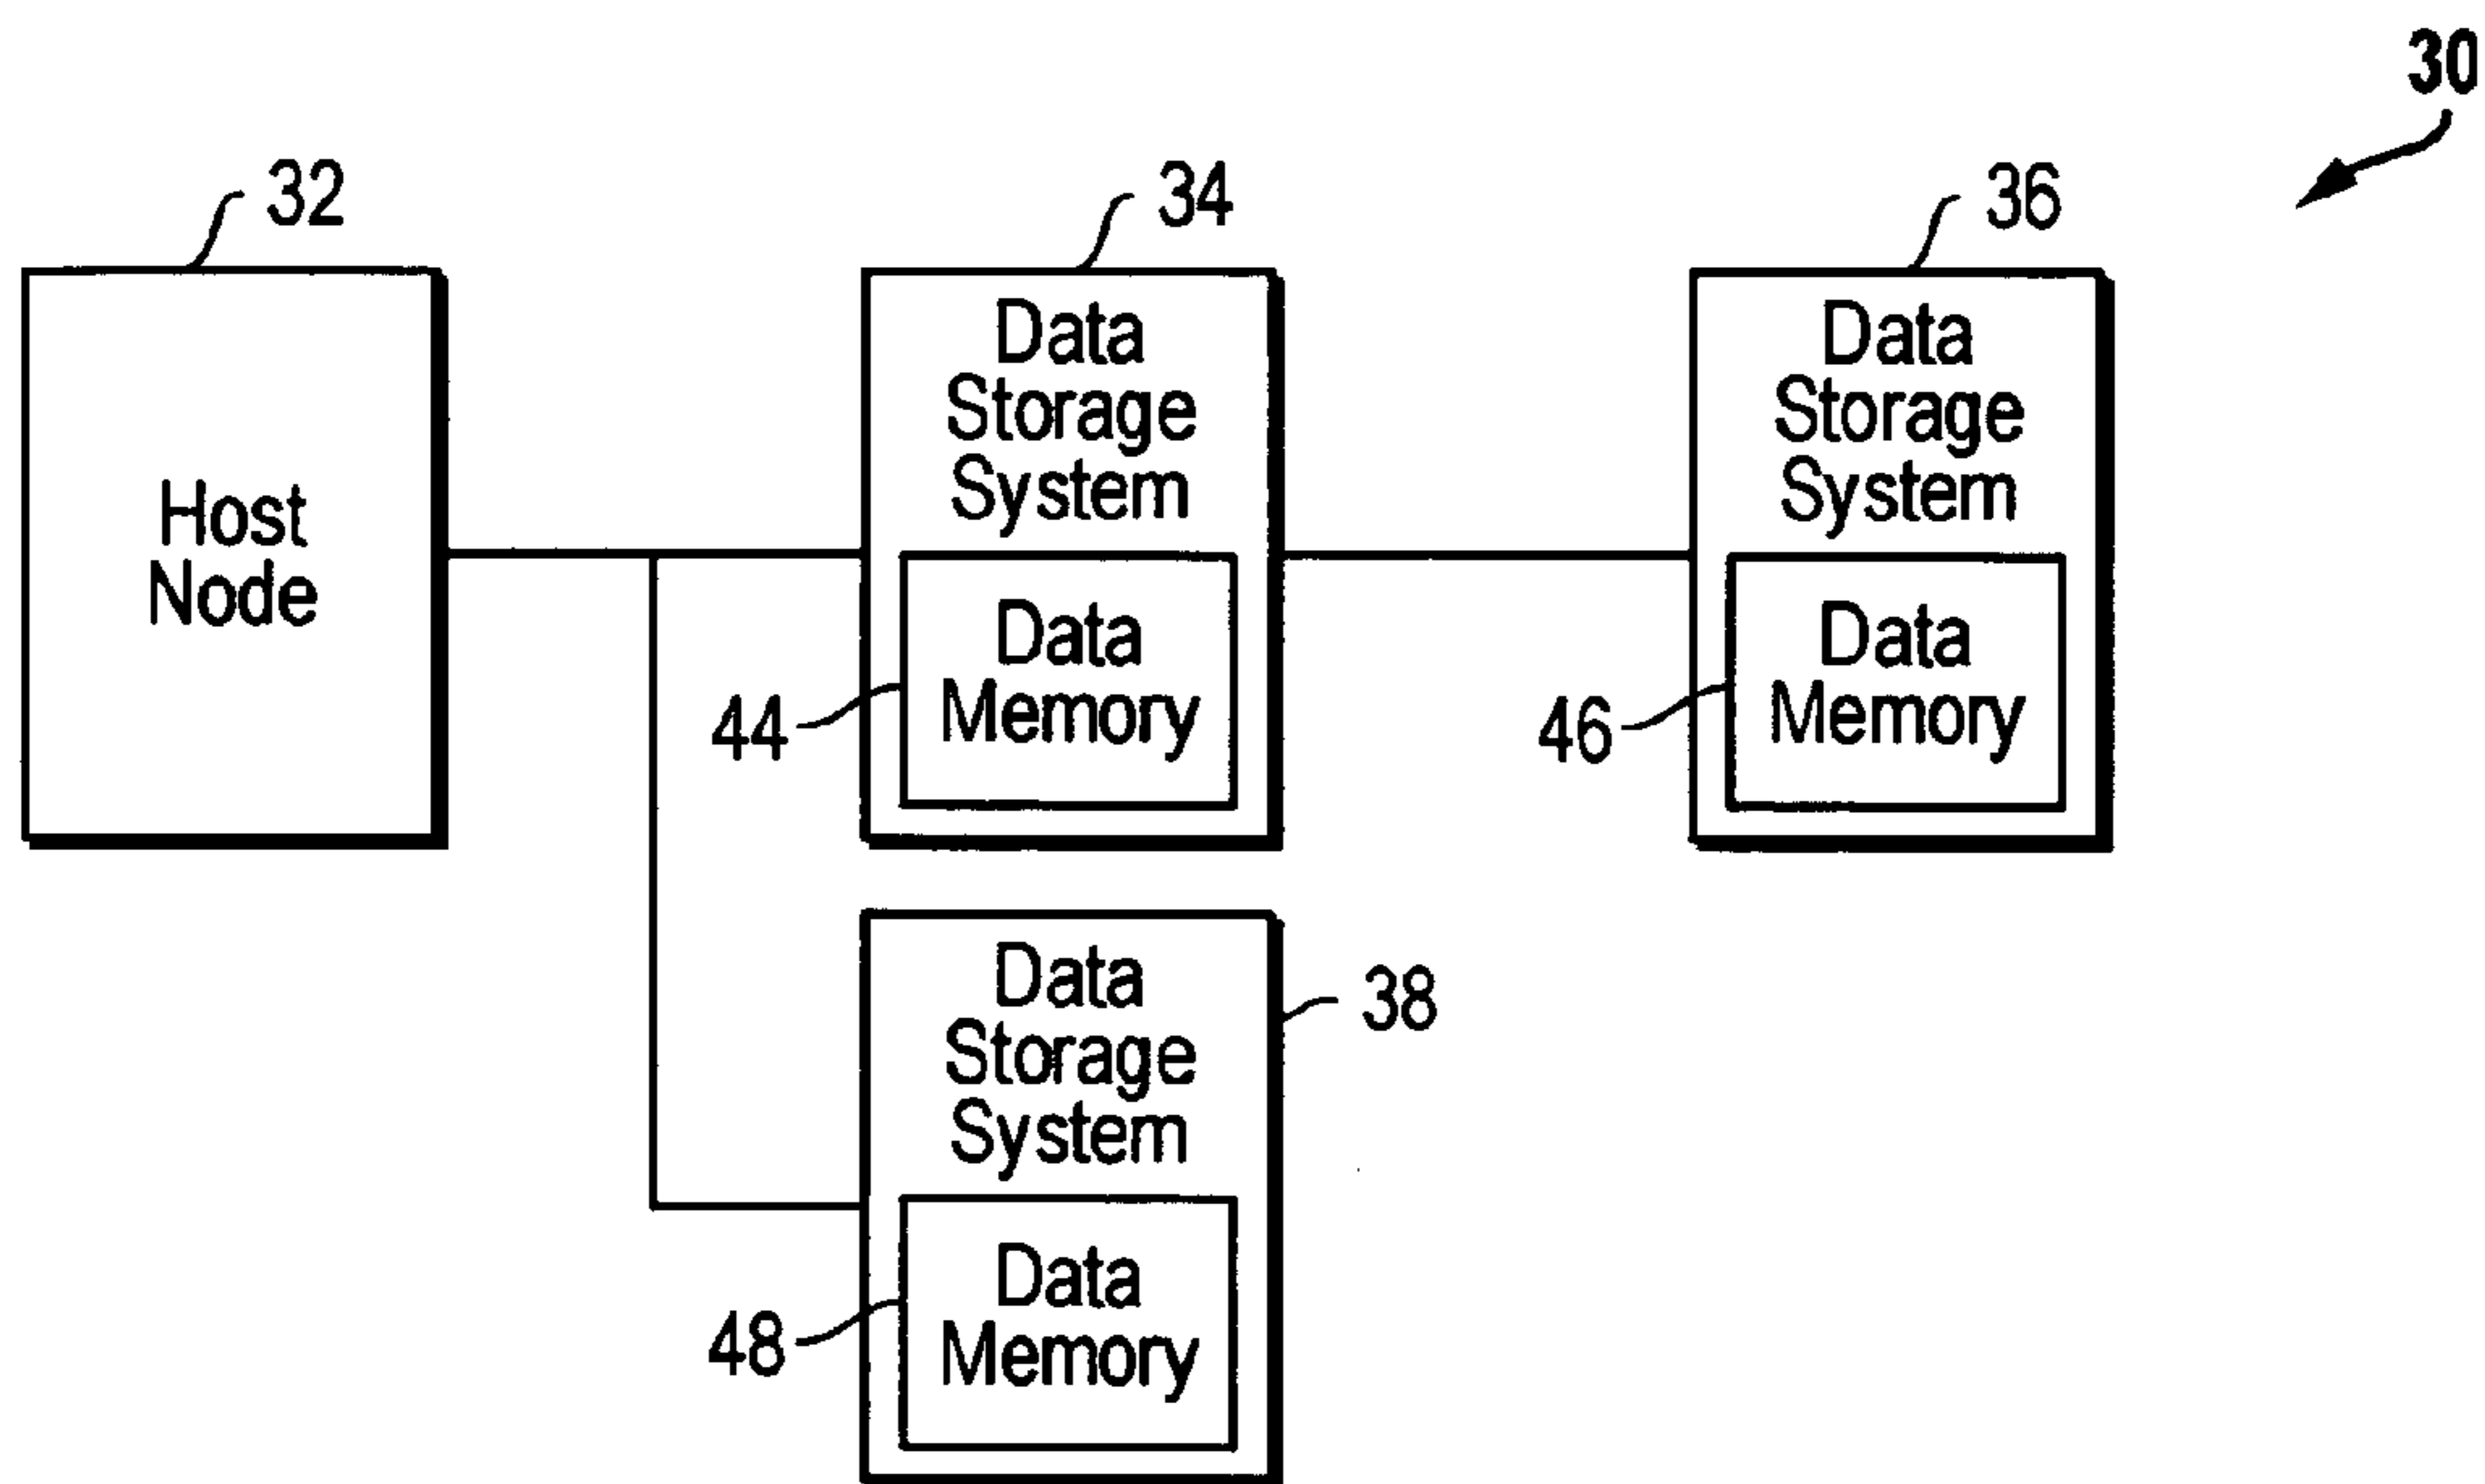 30
32
34
36
Host
Node
Data
Storage
System
Data
Memory
44
Data
Storage
System
Data
Memory
46
Data
Storage
System
38
Data
Memory
48